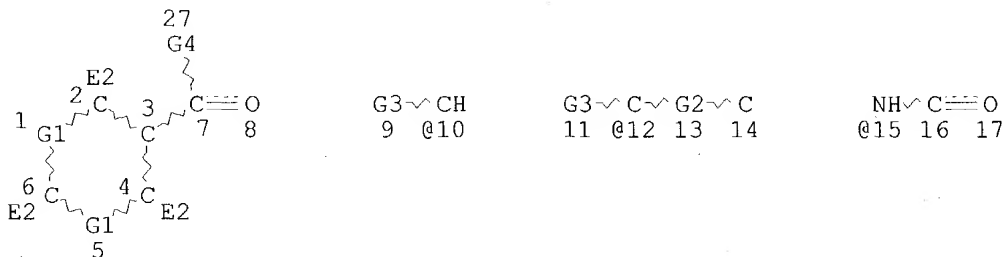 27
G4
E2
2 C 3 C O G3 CH G3 C G2 C NH C O
1 G1 C 7 8 9 @10 11 @12 13 14 @15 16 17
6 C 4 C
E2 G1 E2
5